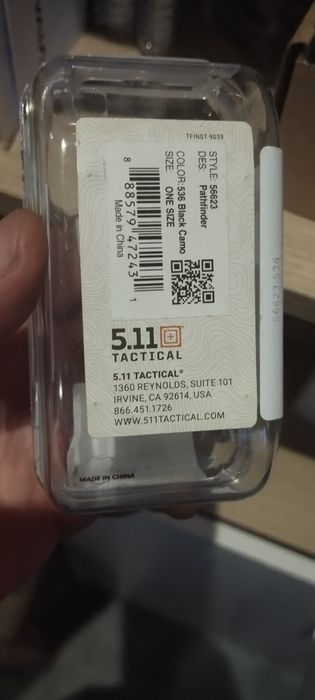 TFINST-9039
STYLE: 56623
DES: Pathfinder
COLOR: 536 Black Camo
SIZE: ONE SIZE
8 88579 47243 1
Made in China
5.11
TACTICAL
5.11 TACTICAL®
1360 REYNOLDS, SUITE 101
IRVINE, CA 92614, USA
866.451.1726
WWW.511TACTICAL.COM
MADE IN CHINA
56623-536